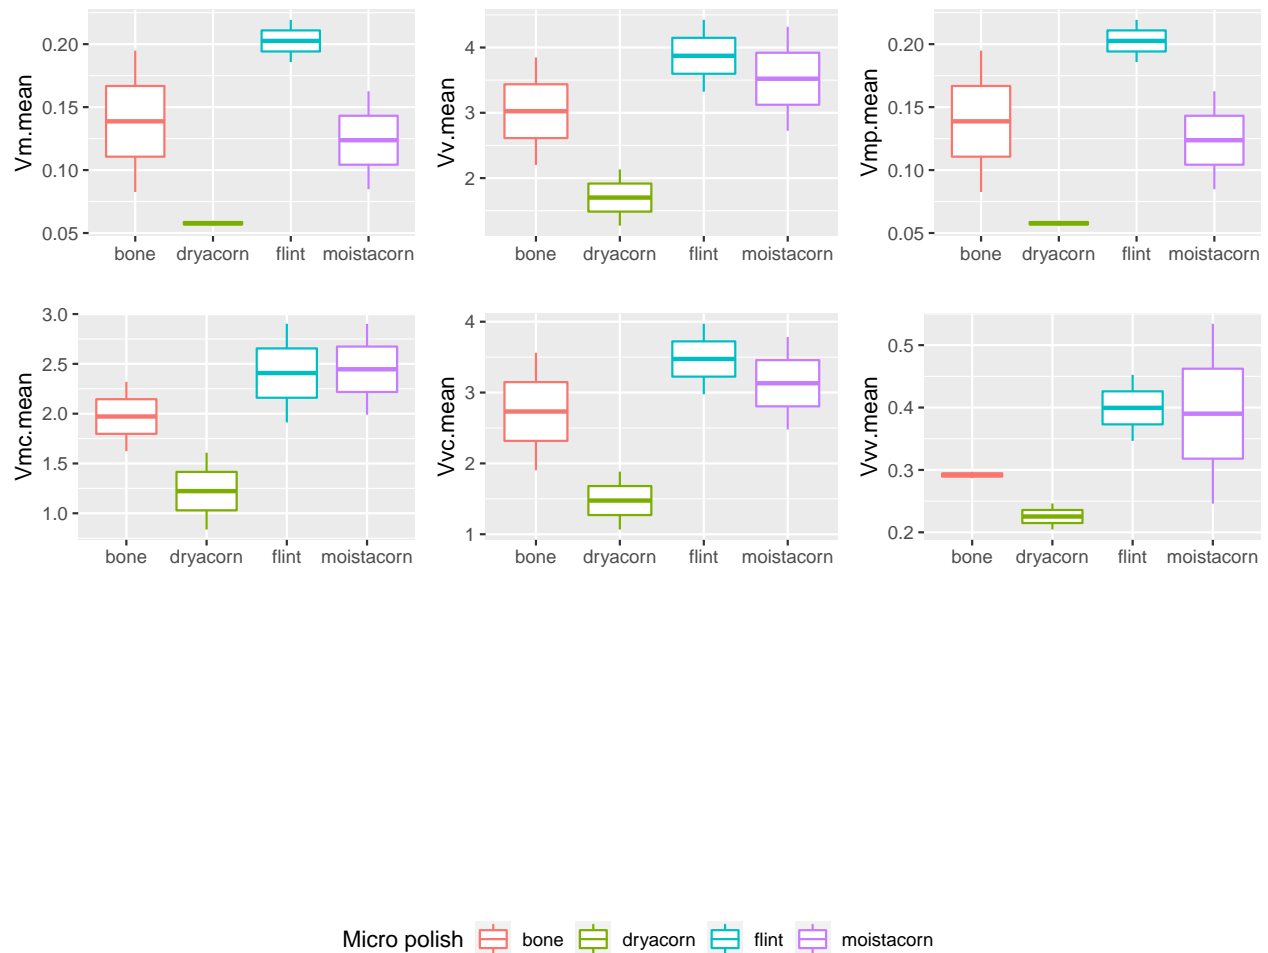 Vm.mean
0.20
0.15
0.10
0.05
bone dryacorn flint moistacorn
Vv.mean
4
3
2
bone dryacorn flint moistacorn
Vmp.mean
0.20
0.15
0.10
0.05
bone dryacorn flint moistacorn
Vmc.mean
3.0
2.5
2.0
1.5
1.0
bone dryacorn flint moistacorn
Vvc.mean
4
3
2
1
bone dryacorn flint moistacorn
Vvv.mean
0.5
0.4
0.3
0.2
bone dryacorn flint moistacorn
Micro polish bone dryacorn flint moistacorn